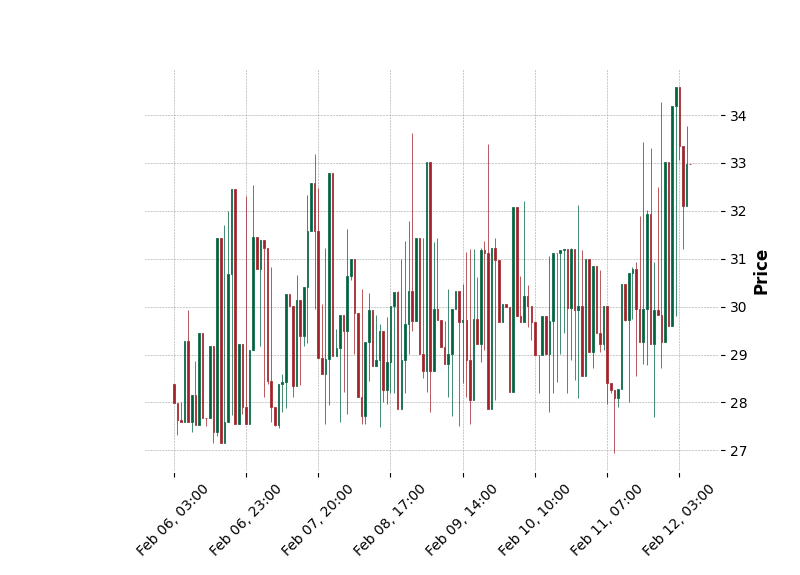 34
33
32
31
30
29
28
27
Price
Feb 06, 03:00
Feb 06, 23:00
Feb 07, 20:00
Feb 08, 17:00
Feb 09, 14:00
Feb 10, 10:00
Feb 11, 07:00
Feb 12, 03:00